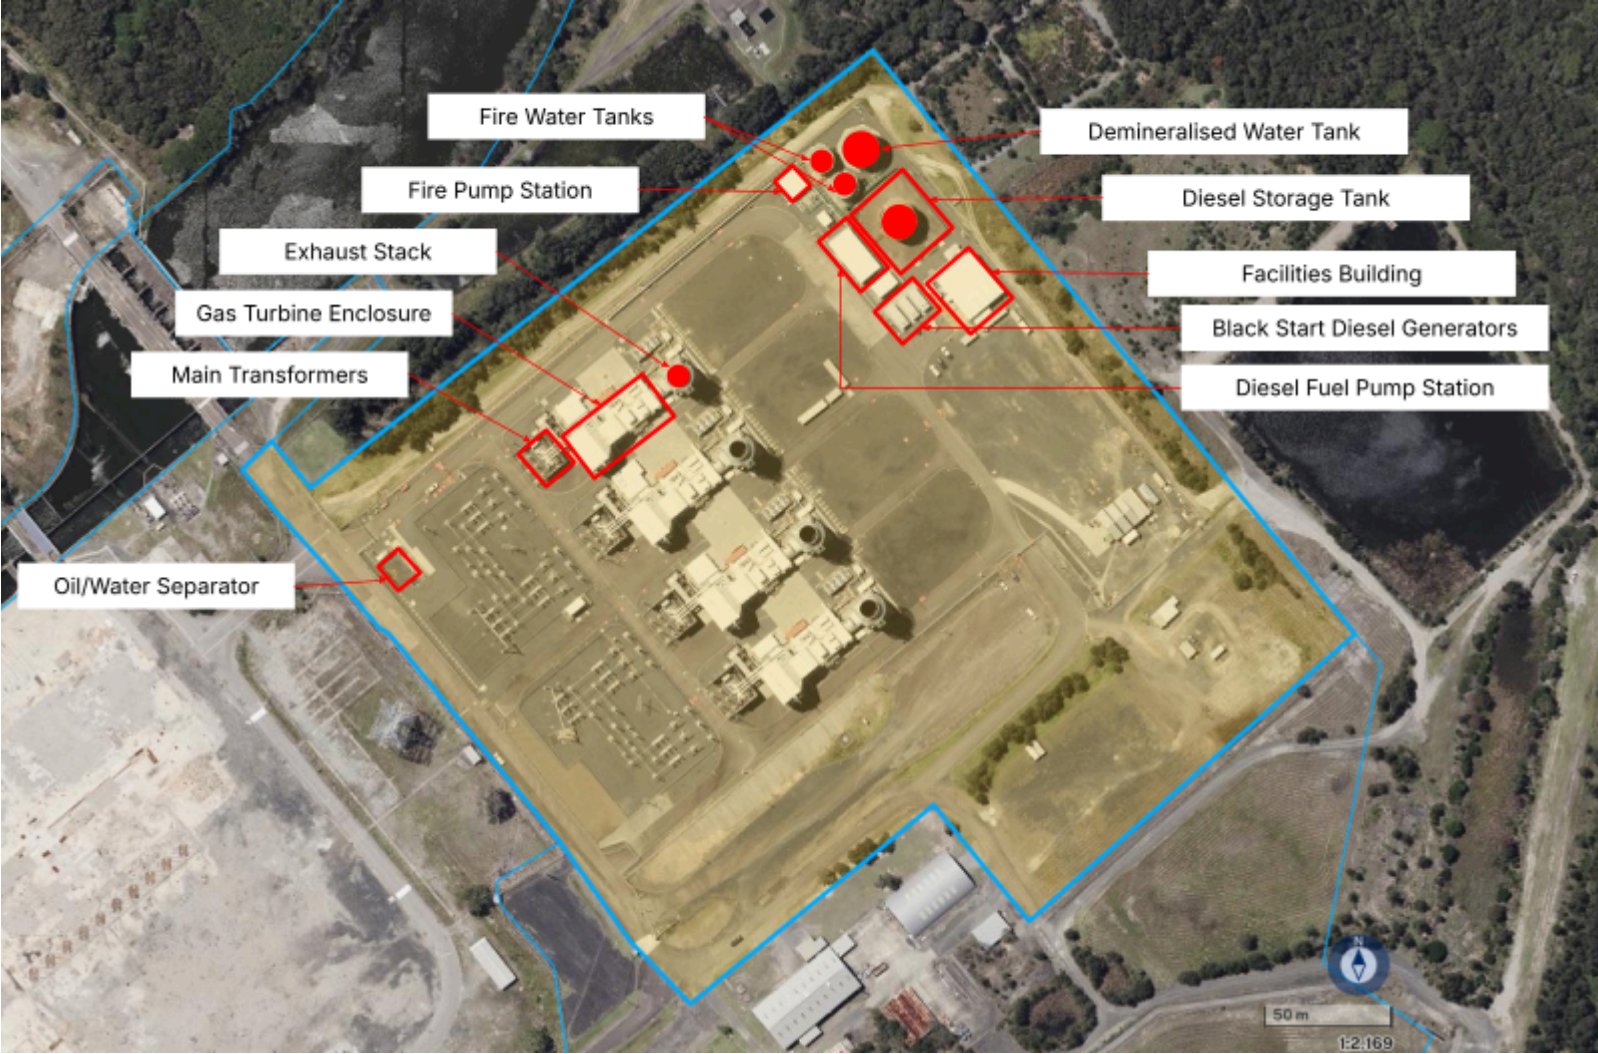 Fire Water Tanks
Demineralised Water Tank
Fire Pump Station
Diesel Storage Tank
Exhaust Stack
Facilities Building
Gas Turbine Enclosure
Black Start Diesel Generators
Main Transformers
Diesel Fuel Pump Station
Oil/Water Separator
N
50 m
1:2,169